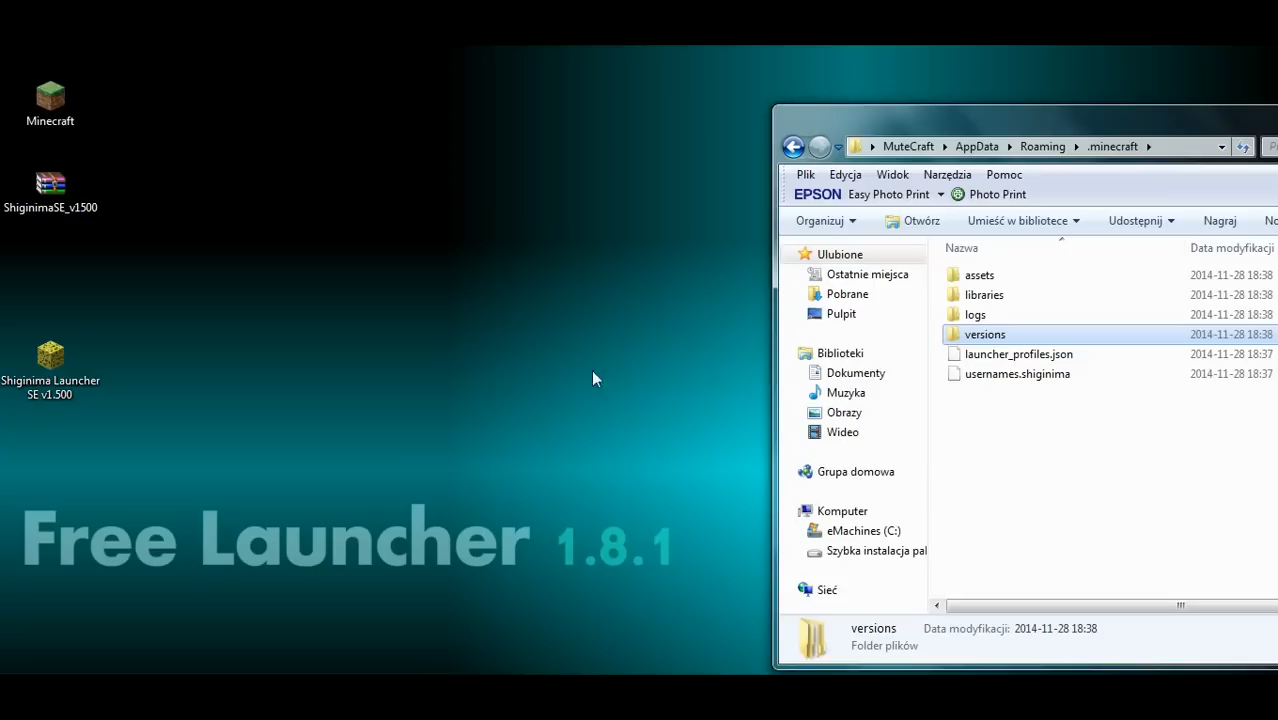 Minecraft
ShiginimaSE_v1500
Shiginima Launcher
SE v1.500
Free Launcher 1.8.1
MuteCraft AppData Roaming .minecraft
Plik Edycja Widok Narzędzia Pomoc
EPSON Easy Photo Print Photo Print
Organizuj Otwórz Umieść w bibliotece Udostępnij Nagraj
Ulubione
Ostatnie miejsca
Pobrane
Pulpit
Biblioteki
Dokumenty
Muzyka
Obrazy
Wideo
Grupa domowa
Komputer
eMachines (C:)
Szybka instalacja pal
Sieć
Nazwa Data modyfikacji
assets 2014-11-28 18:38
libraries 2014-11-28 18:38
logs 2014-11-28 18:38
versions 2014-11-28 18:38
launcher_profiles.json 2014-11-28 18:37
usernames.shiginima 2014-11-28 18:37
versions Data modyfikacji: 2014-11-28 18:38
Folder plików